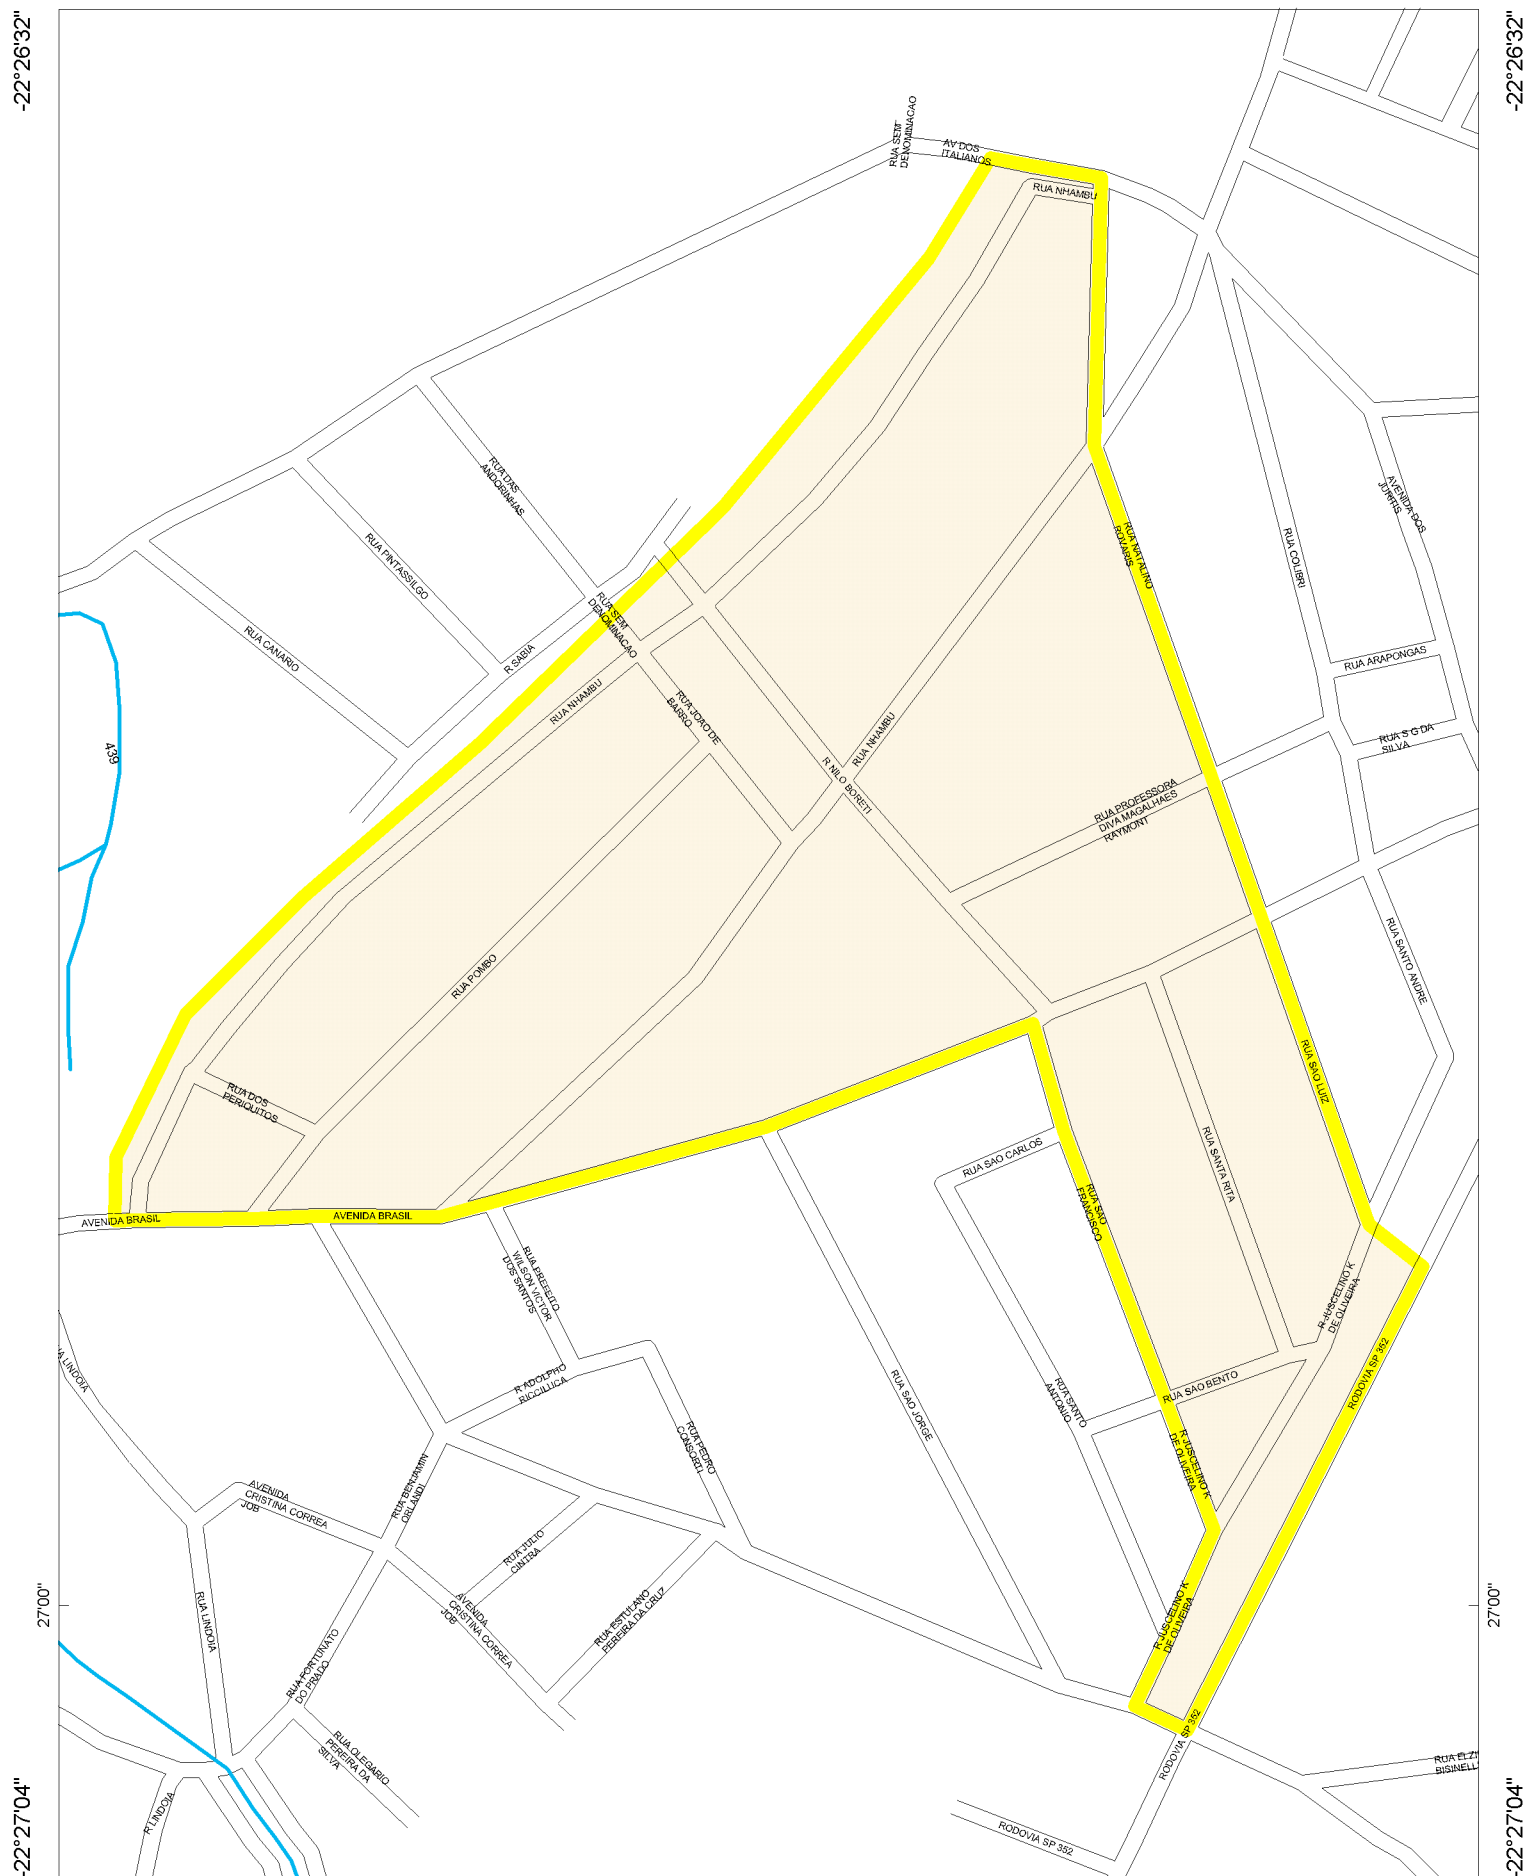 -22°26'32"
-22°26'32"
RUA SEM
DENOMINACAO
AV DOS
ITALIANOS
RUA NHAMBU
RUA DAS
ANDORINHAS
AVENIDA DOS
JURITIS
RUA PINTASSILGO
RUA NATALINO
ROVARIS
RUA COLIBRI
RUA CANARIO
RUA SEM
DENOMINACAO
R SABIA
RUA ARAPONGAS
RUA NHAMBU
RUA JOAO DE
BARRO
RUA NHAMBU
RUA S G DA
SILVA
439
R NILO BORETI
RUA PROFESSORA
DIVA MAGALHAES
RAYMONT
RUA POMBO
RUA SANTO ANDRE
RUA DOS
PERIQUITOS
RUA SAO LUIZ
RUA SAO CARLOS
RUA SANTA RITA
RUA SAO
FRANCISCO
AVENIDA BRASIL
AVENIDA BRASIL
RUA PREFEITO
WILSON VICTOR
DOS SANTOS
R JUSCELINO K
DE OLIVEIRA
RODOVIA SP 352
UA LINDOIA
R ADOLPHO
RICCILUCA
RUA SAO JORGE
RUA SANTO
ANTONIO
RUA SAO BENTO
RUA PEDRO
CONSORTI
R JUSCELINO K
DE OLIVEIRA
RUA BENJAMIN
ORLANDI
AVENIDA
CRISTINA CORREA
JOB
RUA JULIO
CINTRA
27'00"
27'00"
RUA LINDOIA
AVENIDA
CRISTINA CORREA
JOB
RUA ESTULANO
PEREIRA DA CRUZ
R JUSCELINO K
DE OLIVEIRA
RUA FORTUNATO
DO PRADO
RUA OLEGARIO
PEREIRA DA
SILVA
RODOVIA SP 352
RUA ELZI
BISINELL
R LINDOIA
RODOVIA SP 352
-22°27'04"
-22°27'04"